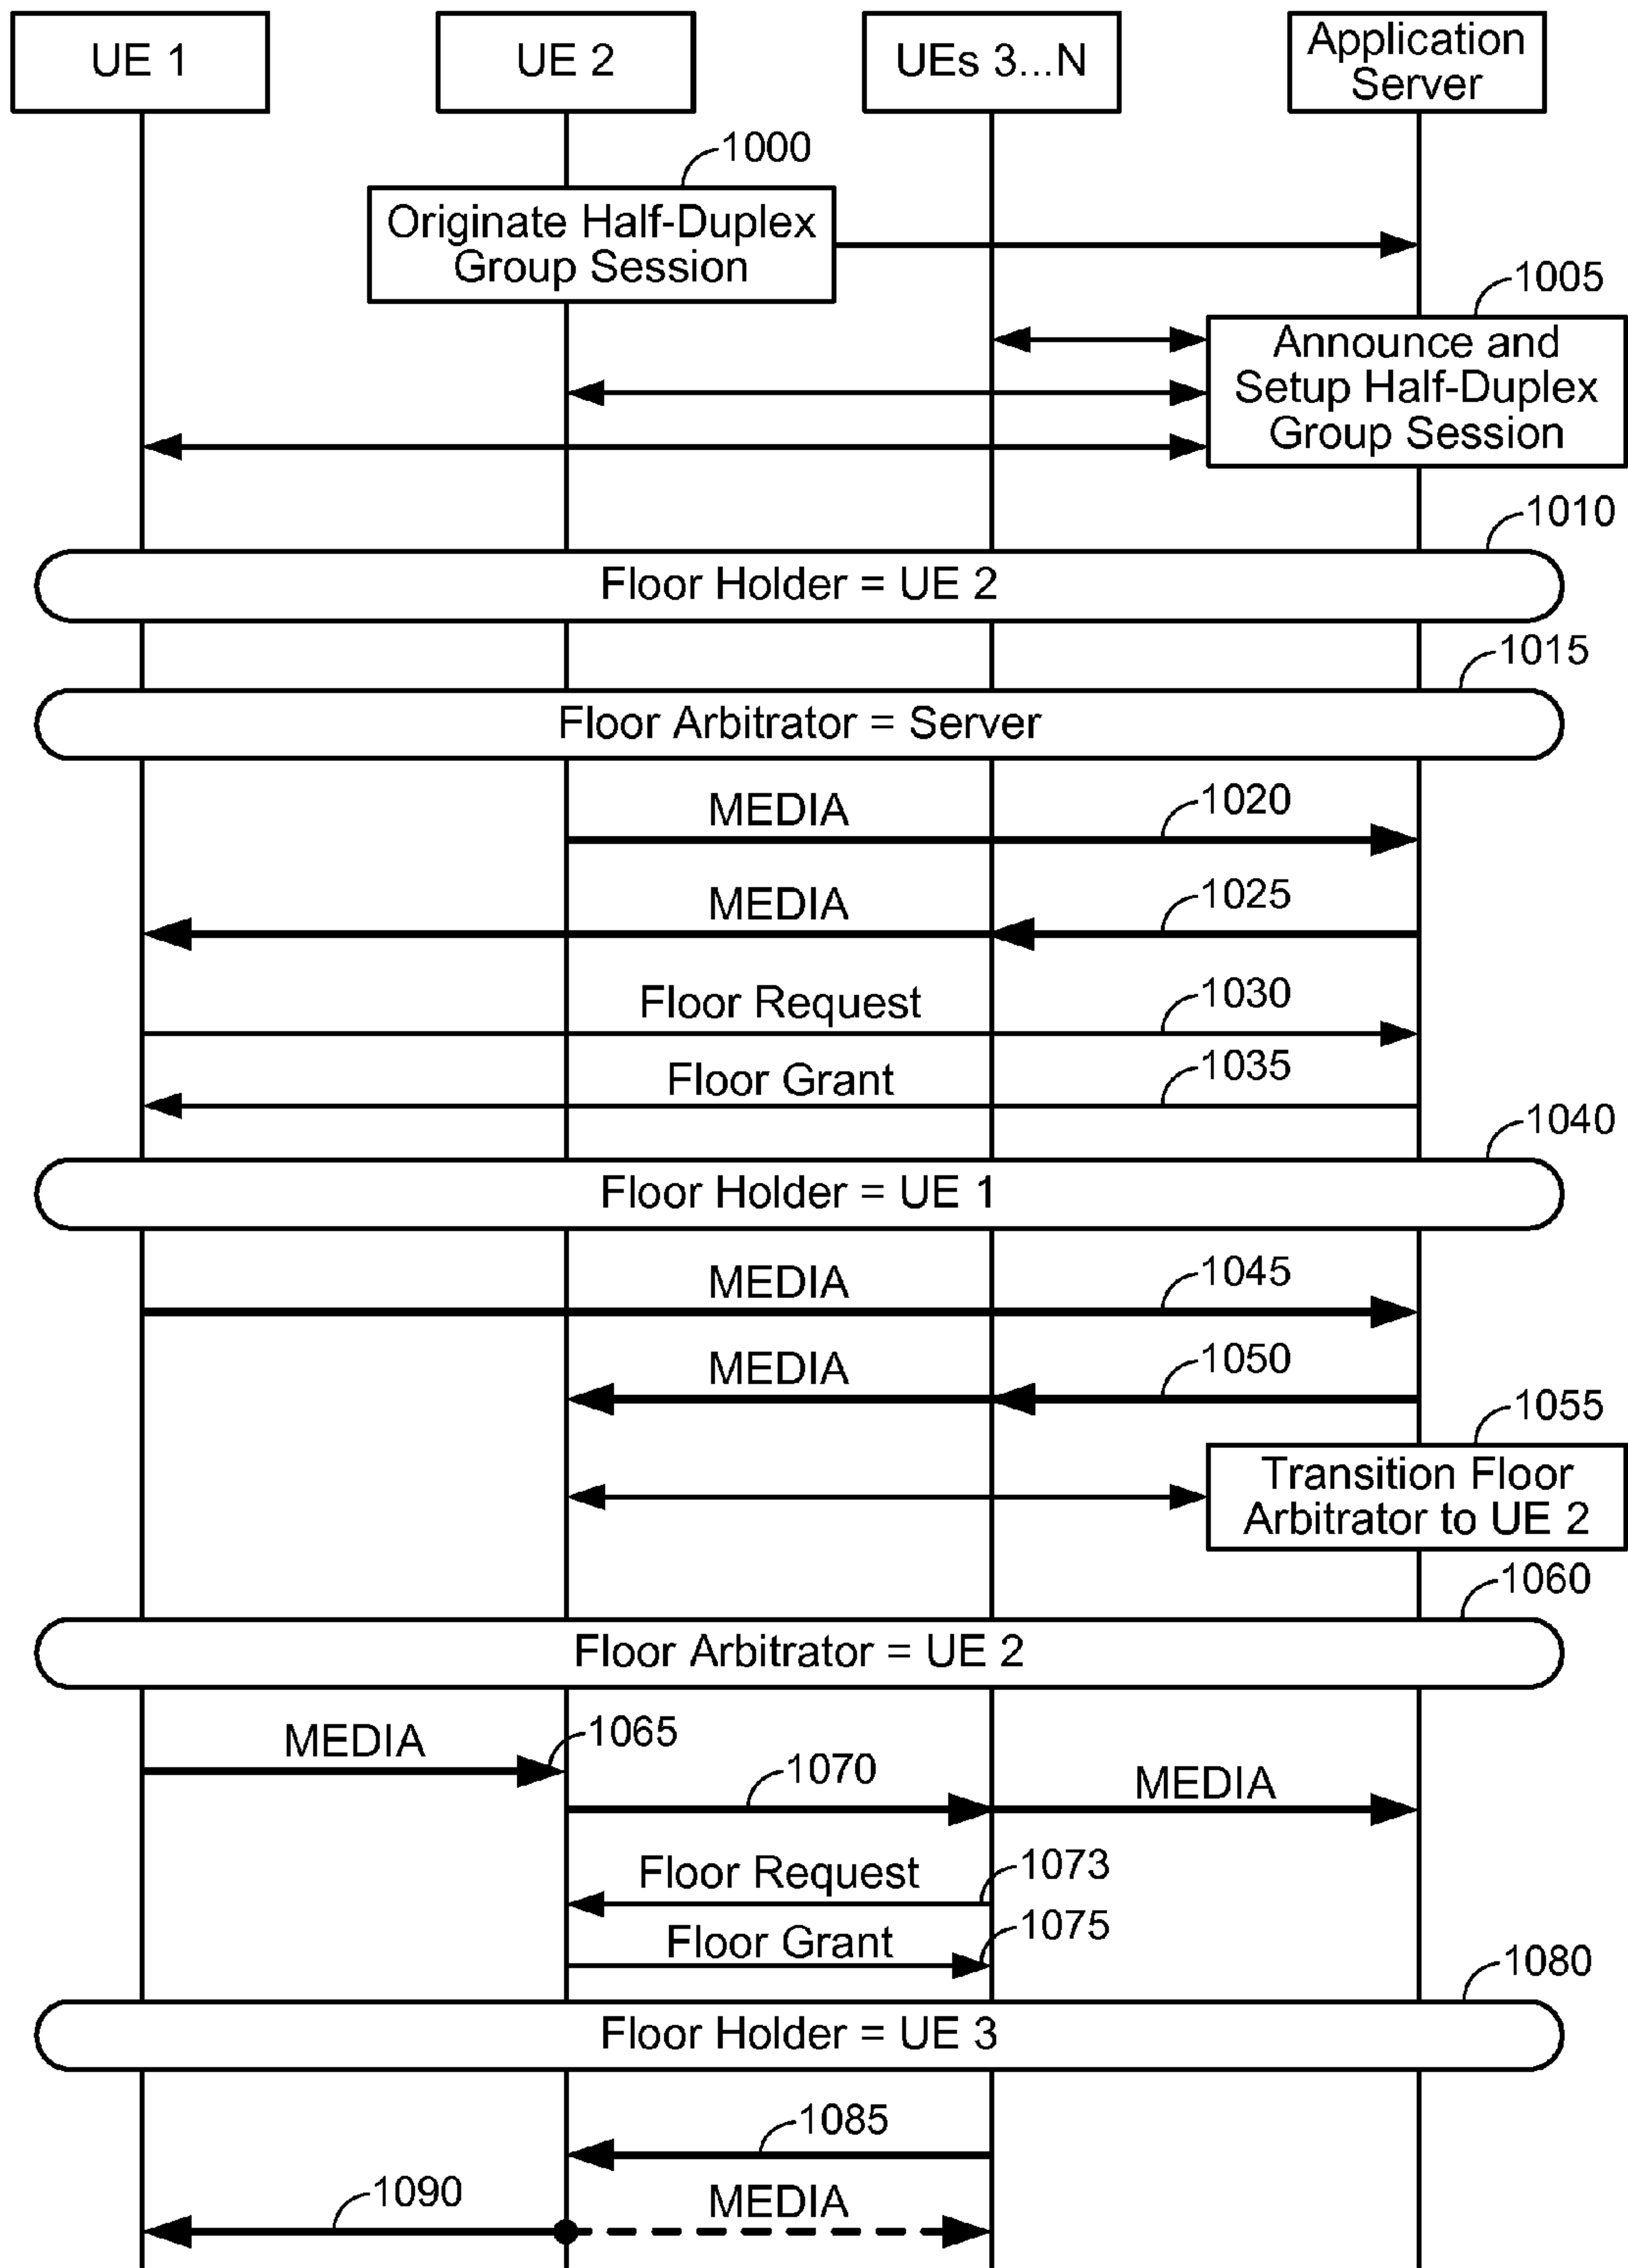 UE 1
UE 2
UEs 3...N
Application
Server
1000
Originate Half-Duplex
Group Session
1005
Announce and
Setup Half-Duplex
Group Session
1010
Floor Holder = UE 2
1015
Floor Arbitrator = Server
MEDIA
1020
MEDIA
1025
Floor Request
1030
Floor Grant
1035
1040
Floor Holder = UE 1
MEDIA
1045
MEDIA
1050
1055
Transition Floor
Arbitrator to UE 2
1060
Floor Arbitrator = UE 2
MEDIA
1065
1070
MEDIA
Floor Request
1073
Floor Grant
1075
1080
Floor Holder = UE 3
1085
1090
MEDIA